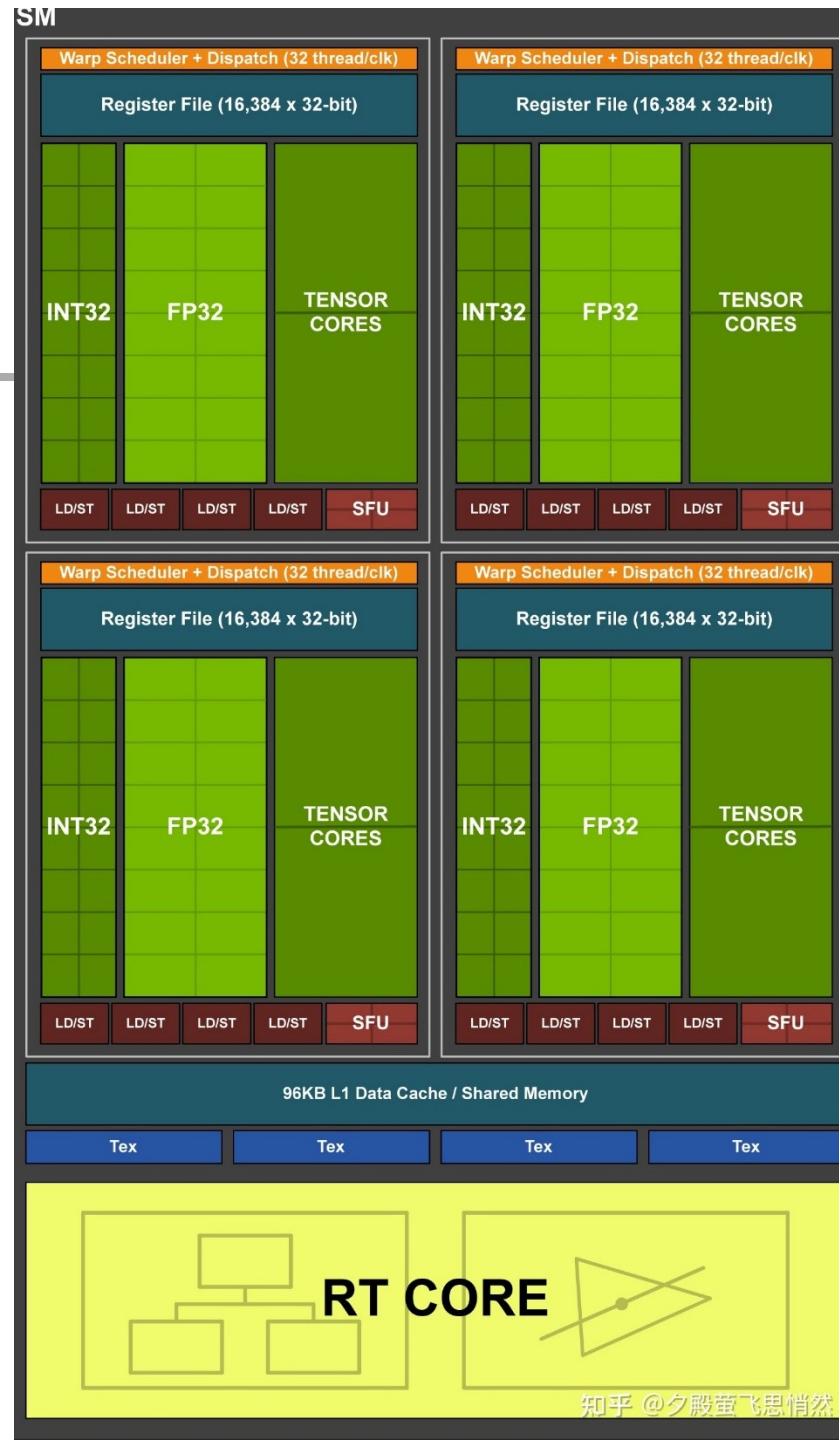 SM
Warp Scheduler + Dispatch (32 thread/clk)
Register File (16,384 x 32-bit)
INT32
FP32
TENSOR
CORES
LD/ST
LD/ST
LD/ST
LD/ST
SFU
Warp Scheduler + Dispatch (32 thread/clk)
Register File (16,384 x 32-bit)
INT32
FP32
TENSOR
CORES
LD/ST
LD/ST
LD/ST
LD/ST
SFU
Warp Scheduler + Dispatch (32 thread/clk)
Register File (16,384 x 32-bit)
INT32
FP32
TENSOR
CORES
LD/ST
LD/ST
LD/ST
LD/ST
SFU
Warp Scheduler + Dispatch (32 thread/clk)
Register File (16,384 x 32-bit)
INT32
FP32
TENSOR
CORES
LD/ST
LD/ST
LD/ST
LD/ST
SFU
96KB L1 Data Cache / Shared Memory
Tex
Tex
Tex
Tex
RT CORE
知乎 @夕殿萤飞思悄然